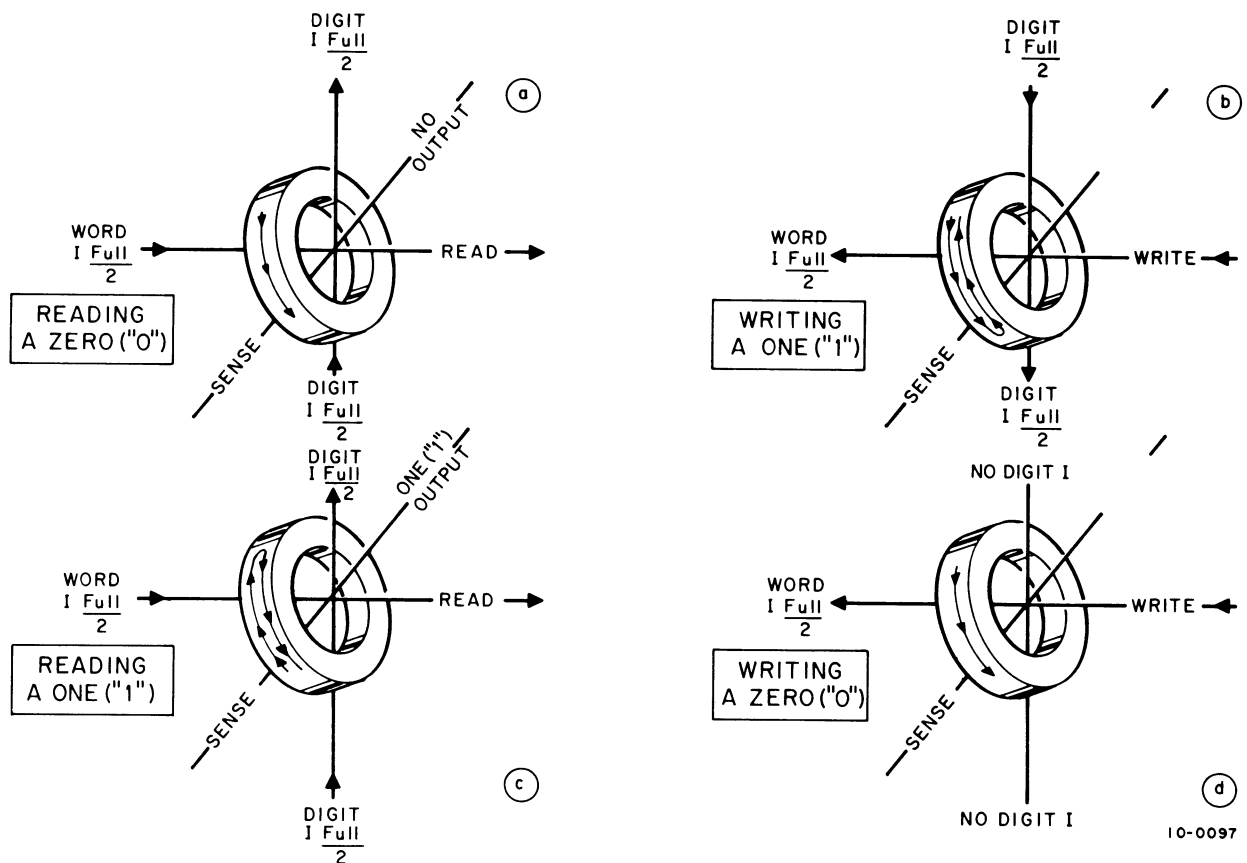 DIGIT
I Full
2
NO
OUTPUT
a
WORD
I Full
2
READ
READING
A ZERO ("0")
SENSE
DIGIT
I Full
2
DIGIT
I Full
2
b
WORD
I Full
2
WRITE
WRITING
A ONE ("1")
SENSE
DIGIT
I Full
2
DIGIT
I Full
2
ONE ("1")
OUTPUT
WORD
I Full
2
READ
READING
A ONE ("1")
SENSE
c
DIGIT
I Full
2
NO DIGIT I
WORD
I Full
2
WRITE
WRITING
A ZERO ("0")
SENSE
d
NO DIGIT I
10-0097